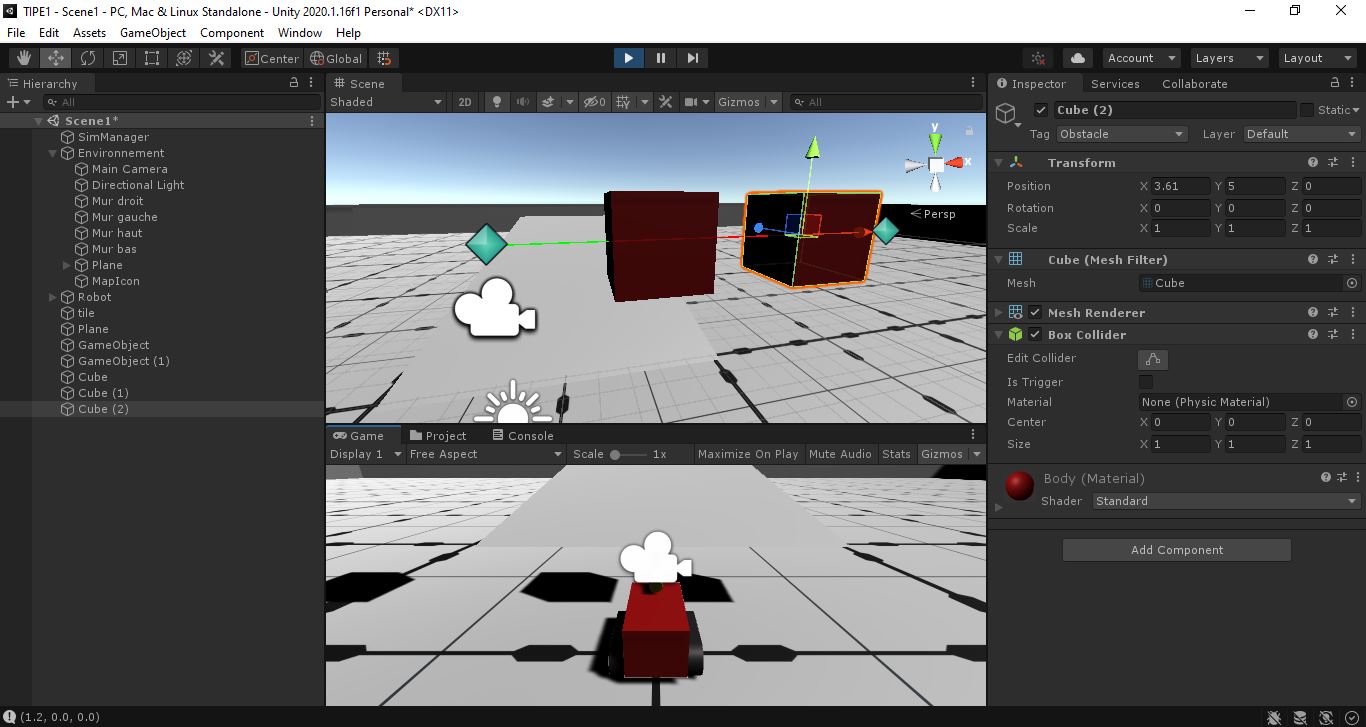 TIPE1 - Scene1 - PC, Mac & Linux Standalone - Unity 2020.1.16f1 Personal* <DX11>
File Edit Assets GameObject Component Window Help
Center Global Account Layers Layout
Hierarchy
All
Scene1*
SimManager
Environnement
Main Camera
Directional Light
Mur droit
Mur gauche
Mur haut
Mur bas
Plane
MapIcon
Robot
tile
Plane
GameObject
GameObject (1)
Cube
Cube (1)
Cube (2)
Scene
Shaded 2D 0 Gizmos All
y
x
Persp
Game Project Console
Display 1 Free Aspect Scale 1x Maximize On Play Mute Audio Stats Gizmos
Inspector Services Collaborate
Cube (2) Static
Tag Obstacle Layer Default
Transform
Position X 3.61 Y 5 Z 0
Rotation X 0 Y 0 Z 0
Scale X 1 Y 1 Z 1
Cube (Mesh Filter)
Mesh Cube
Mesh Renderer
Box Collider
Edit Collider
Is Trigger
Material None (Physic Material)
Center X 0 Y 0 Z 0
Size X 1 Y 1 Z 1
Body (Material)
Shader Standard
Add Component
(1.2, 0.0, 0.0)